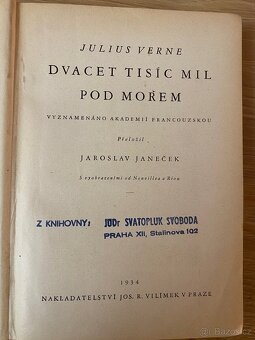 JULIUS VERNE
DVACET TISÍC MIL
POD MOŘEM
VYZNAMENÁNO AKADEMIÍ FRANCOUZSKOU
Přeložil
JAROSLAV JANEČEK
S vyobrazeními od Neuvillea a Riou
Z KNIHOVNY: JUDr SVATOPLUK SVOBODA
PRAHA XII, Stalinova 102
1934
NAKLADATELSTVÍ JOS. R. VILÍMEK V PRAZE